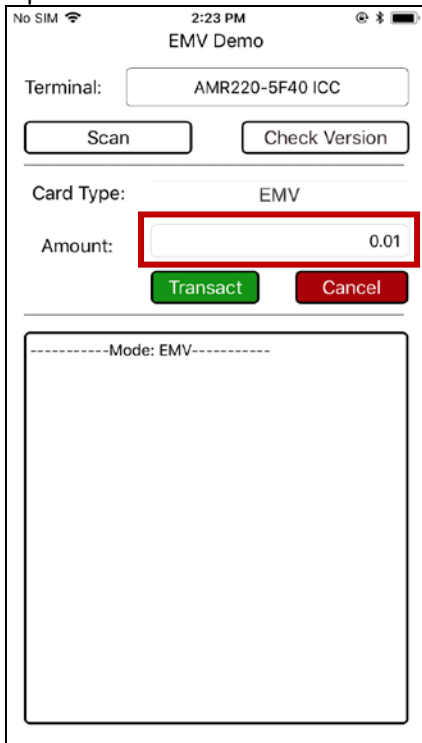 No SIM 2:23 PM
EMV Demo
Terminal: AMR220-5F40 ICC
Scan Check Version
Card Type: EMV
Amount: 0.01
Transact Cancel
-----------Mode: EMV-----------